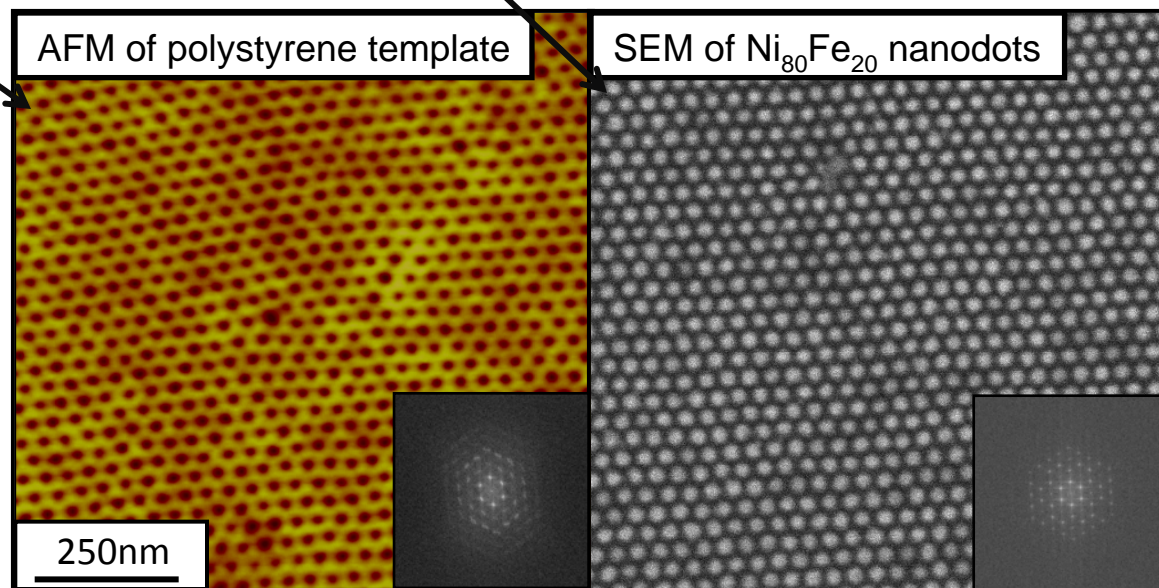 AFM of polystyrene template
SEM of Ni₈₀Fe₂₀ nanodots
250nm